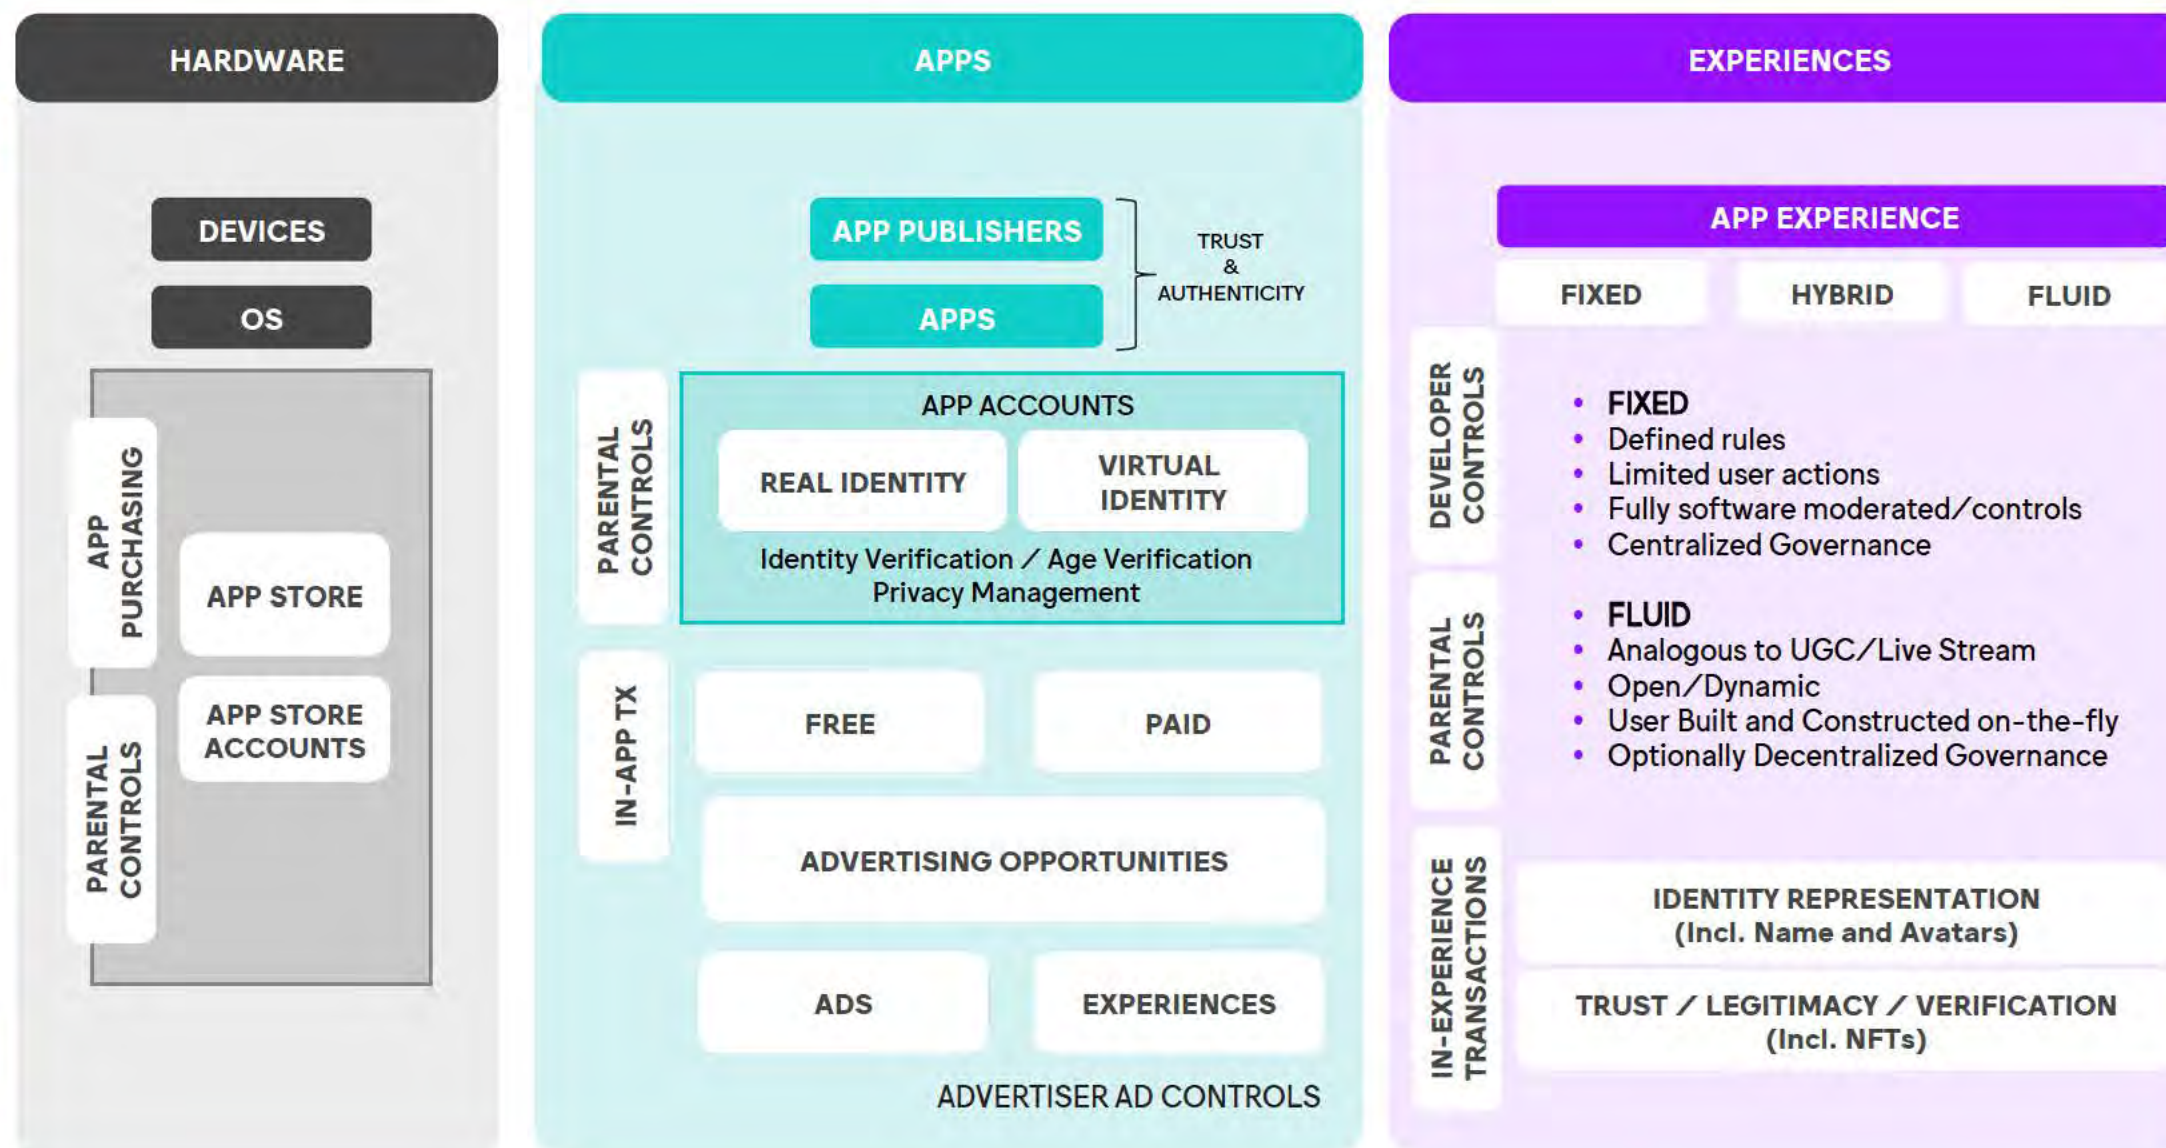 HARDWARE
DEVICES
OS
APP
PURCHASING
APP STORE
PARENTAL
CONTROLS
APP STORE
ACCOUNTS
APPS
APP PUBLISHERS
APPS
TRUST
&
AUTHENTICITY
PARENTAL
CONTROLS
APP ACCOUNTS
REAL IDENTITY
VIRTUAL
IDENTITY
Identity Verification / Age Verification
Privacy Management
IN-APP TX
FREE
PAID
ADVERTISING OPPORTUNITIES
ADS
EXPERIENCES
ADVERTISER AD CONTROLS
EXPERIENCES
APP EXPERIENCE
FIXED
HYBRID
FLUID
DEVELOPER
CONTROLS
• FIXED
• Defined rules
• Limited user actions
• Fully software moderated/controls
• Centralized Governance
PARENTAL
CONTROLS
• FLUID
• Analogous to UGC/Live Stream
• Open/Dynamic
• User Built and Constructed on-the-fly
• Optionally Decentralized Governance
IN-EXPERIENCE
TRANSACTIONS
IDENTITY REPRESENTATION
(Incl. Name and Avatars)
TRUST / LEGITIMACY / VERIFICATION
(Incl. NFTs)